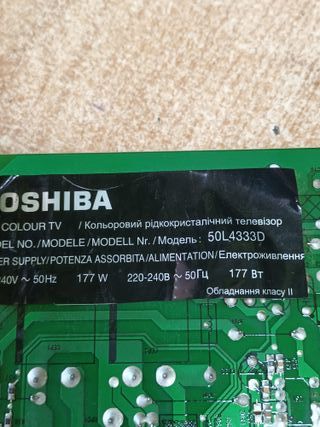 TOSHIBA
COLOUR TV / Кольоровий рідкокристалічний телевізор
DEL NO. / MODELE / MODELL Nr. / Модель: 50L4333D
ER SUPPLY/POTENZA ASSORBITA/ALIMENTATION/ Електроживлення
240V ~ 50Hz 177 W 220-240В ~ 50Гц 177 Вт
Обладнання класу II